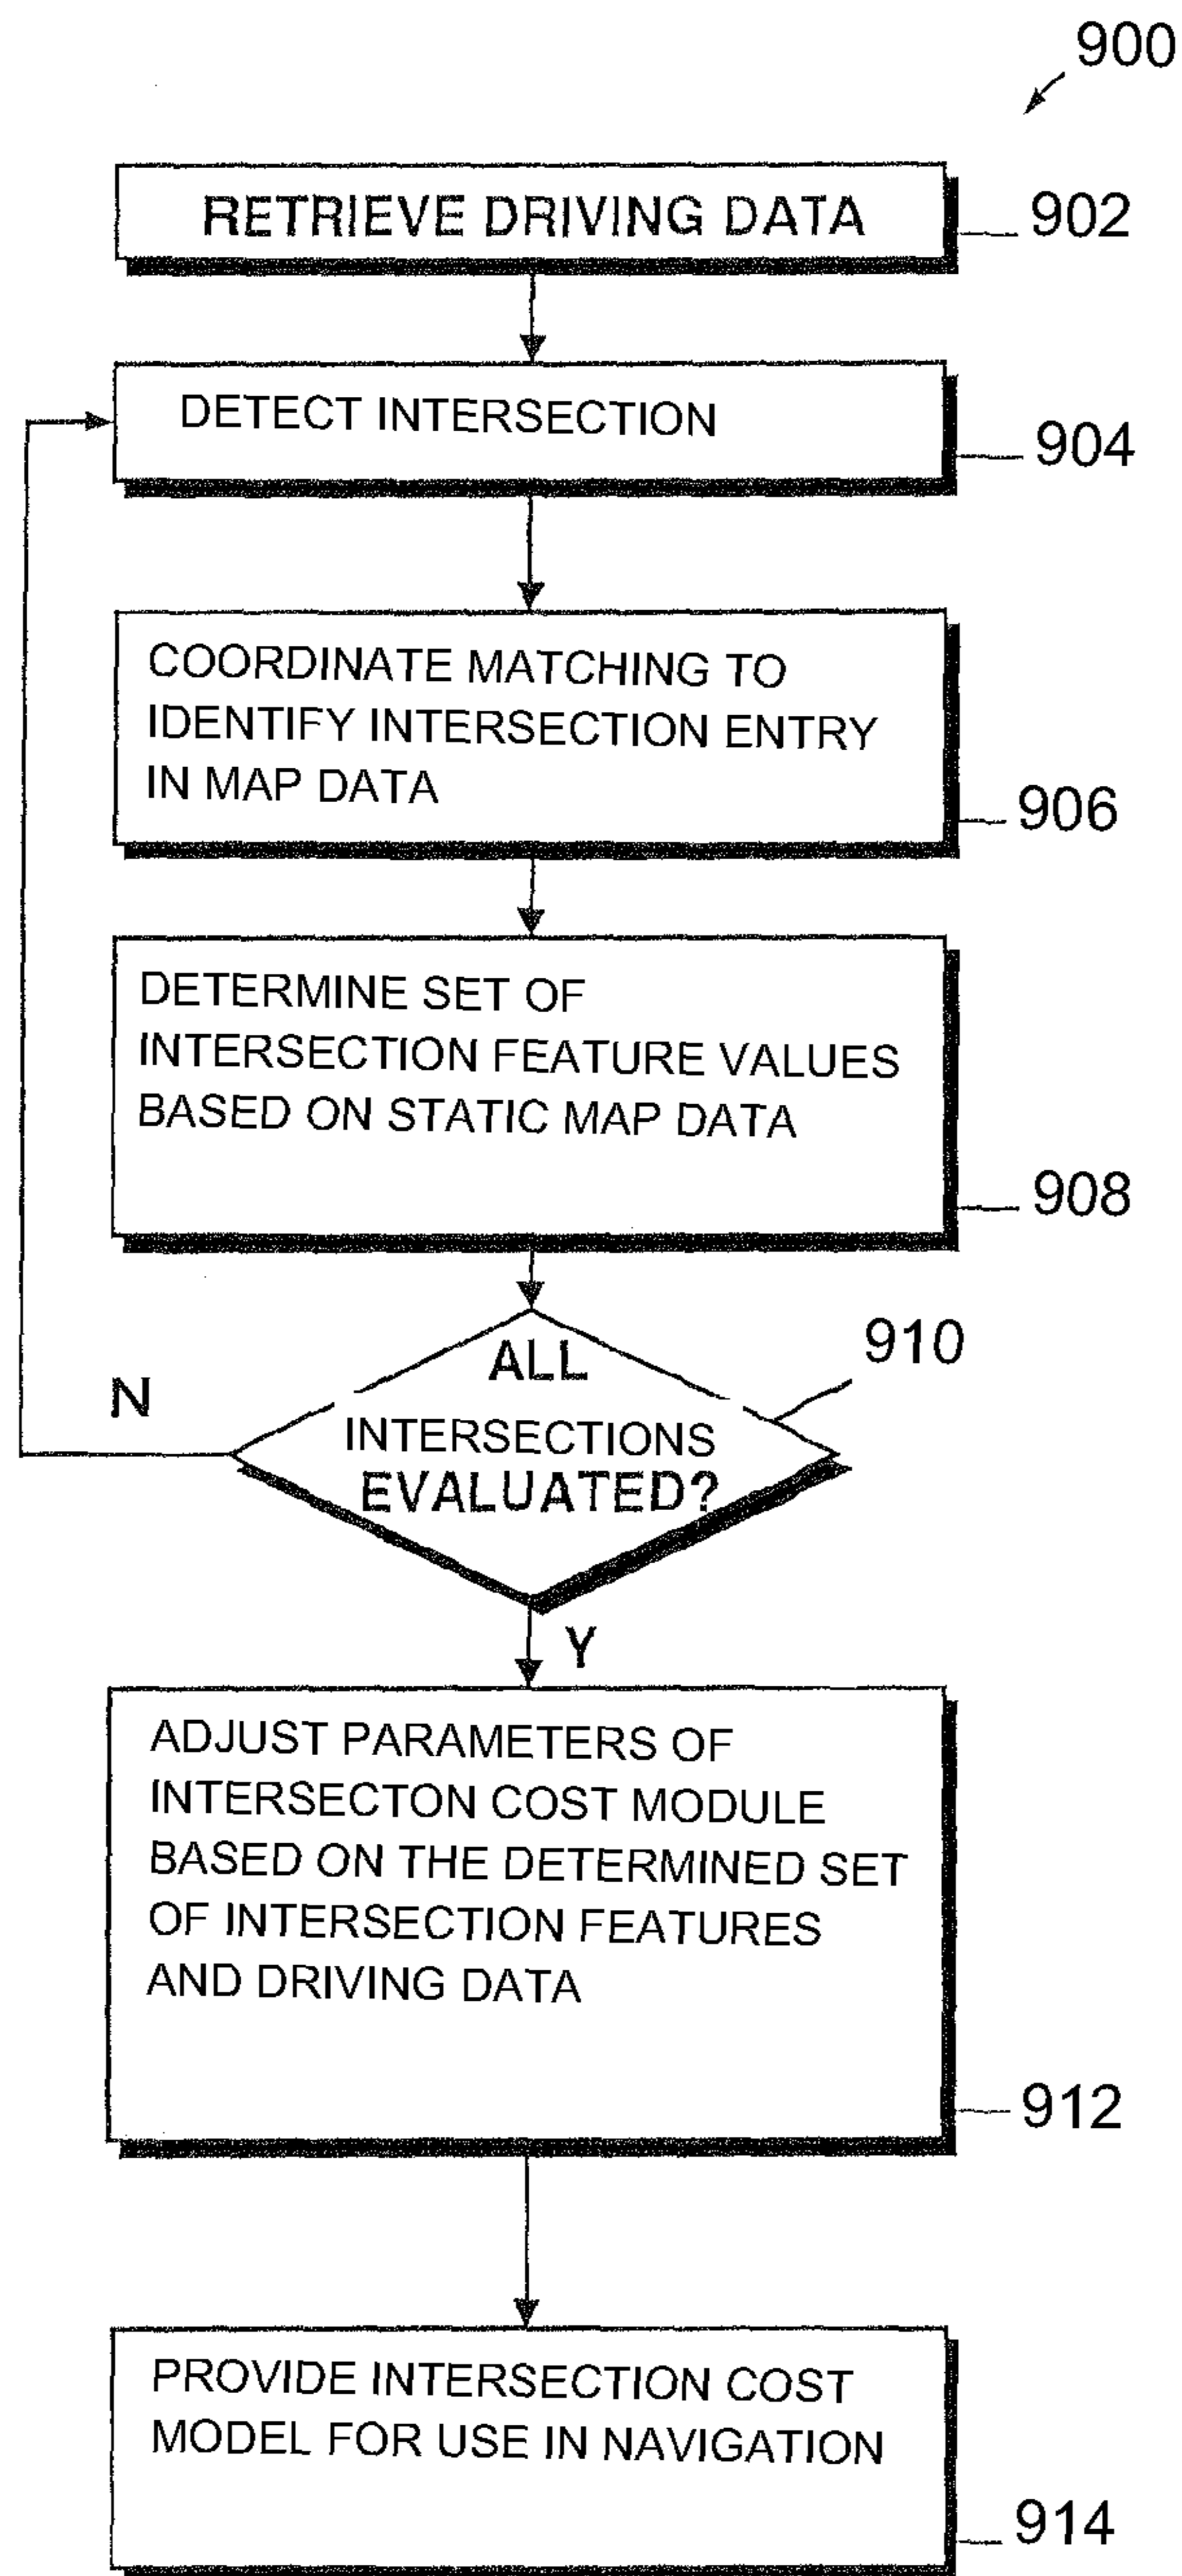 900
RETRIEVE DRIVING DATA
902
DETECT INTERSECTION
904
COORDINATE MATCHING TO
IDENTIFY INTERSECTION ENTRY
IN MAP DATA
906
DETERMINE SET OF
INTERSECTION FEATURE VALUES
BASED ON STATIC MAP DATA
908
ALL
INTERSECTIONS
EVALUATED?
910
N
Y
ADJUST PARAMETERS OF
INTERSECTON COST MODULE
BASED ON THE DETERMINED SET
OF INTERSECTION FEATURES
AND DRIVING DATA
912
PROVIDE INTERSECTION COST
MODEL FOR USE IN NAVIGATION
914